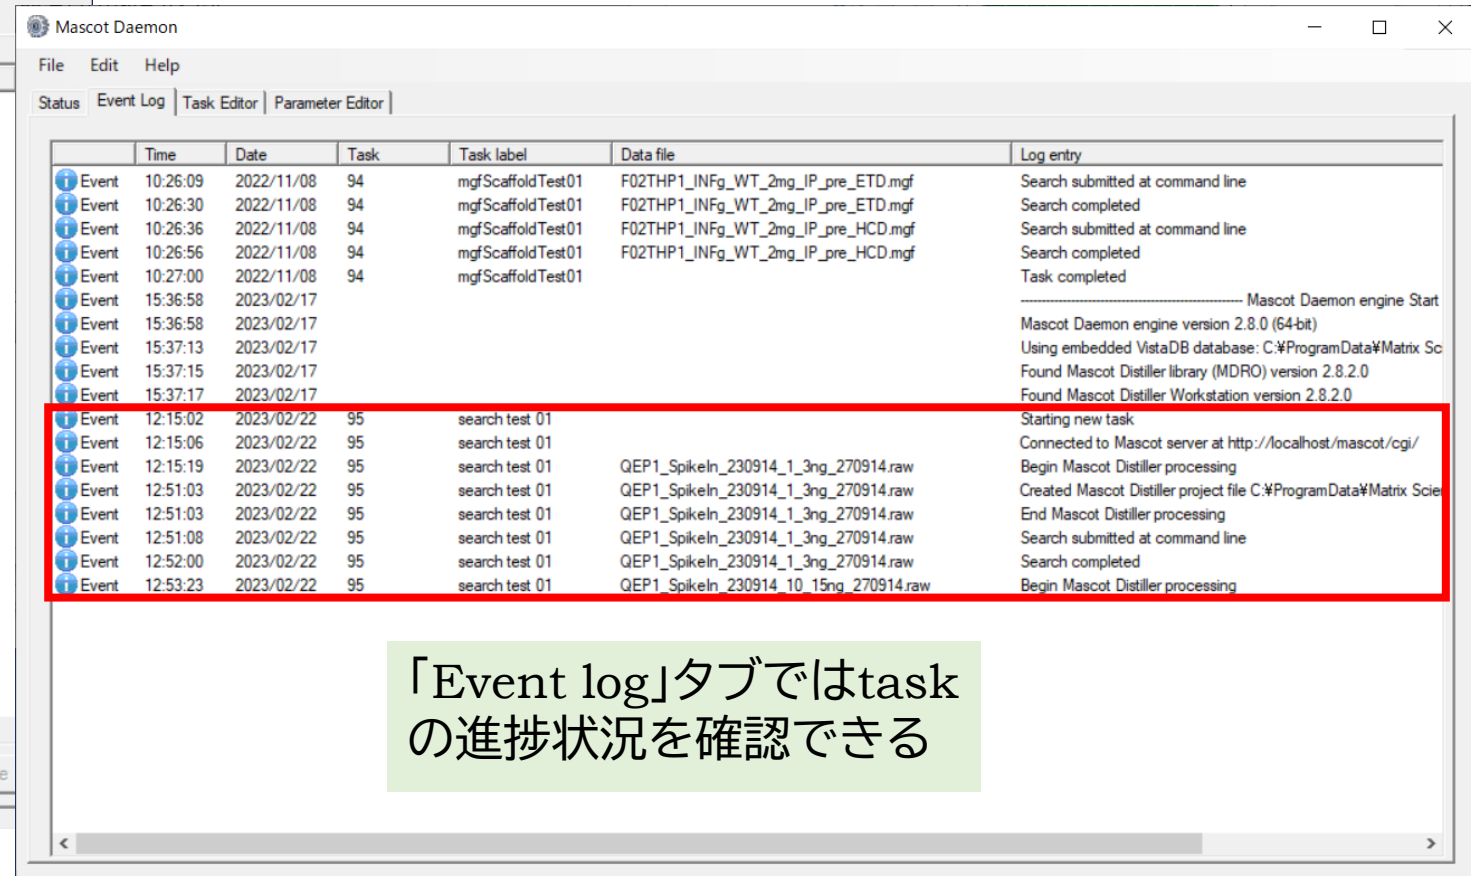 Mascot Daemon
File Edit Help
Status Event Log Task Editor Parameter Editor
Time Date Task Task label Data file Log entry
Event 10:26:09 2022/11/08 94 mgfScaffoldTest01 F02THP1_INFg_WT_2mg_IP_pre_ETD.mgf Search submitted at command line
Event 10:26:30 2022/11/08 94 mgfScaffoldTest01 F02THP1_INFg_WT_2mg_IP_pre_ETD.mgf Search completed
Event 10:26:36 2022/11/08 94 mgfScaffoldTest01 F02THP1_INFg_WT_2mg_IP_pre_HCD.mgf Search submitted at command line
Event 10:26:56 2022/11/08 94 mgfScaffoldTest01 F02THP1_INFg_WT_2mg_IP_pre_HCD.mgf Search completed
Event 10:27:00 2022/11/08 94 mgfScaffoldTest01 Task completed
Event 15:36:58 2023/02/17 ------------------------------------------------------ Mascot Daemon engine Start
Event 15:36:58 2023/02/17 Mascot Daemon engine version 2.8.0 (64-bit)
Event 15:37:13 2023/02/17 Using embedded VistaDB database: C:¥ProgramData¥Matrix Sc
Event 15:37:15 2023/02/17 Found Mascot Distiller library (MDRO) version 2.8.2.0
Event 15:37:17 2023/02/17 Found Mascot Distiller Workstation version 2.8.2.0
Event 12:15:02 2023/02/22 95 search test 01 Starting new task
Event 12:15:06 2023/02/22 95 search test 01 Connected to Mascot server at http://localhost/mascot/cgi/
Event 12:15:19 2023/02/22 95 search test 01 QEP1_SpikeIn_230914_1_3ng_270914.raw Begin Mascot Distiller processing
Event 12:51:03 2023/02/22 95 search test 01 QEP1_SpikeIn_230914_1_3ng_270914.raw Created Mascot Distiller project file C:¥ProgramData¥Matrix Scie
Event 12:51:03 2023/02/22 95 search test 01 QEP1_SpikeIn_230914_1_3ng_270914.raw End Mascot Distiller processing
Event 12:51:08 2023/02/22 95 search test 01 QEP1_SpikeIn_230914_1_3ng_270914.raw Search submitted at command line
Event 12:52:00 2023/02/22 95 search test 01 QEP1_SpikeIn_230914_1_3ng_270914.raw Search completed
Event 12:53:23 2023/02/22 95 search test 01 QEP1_SpikeIn_230914_10_15ng_270914.raw Begin Mascot Distiller processing
「Event log」タブではtask
の進捗状況を確認できる